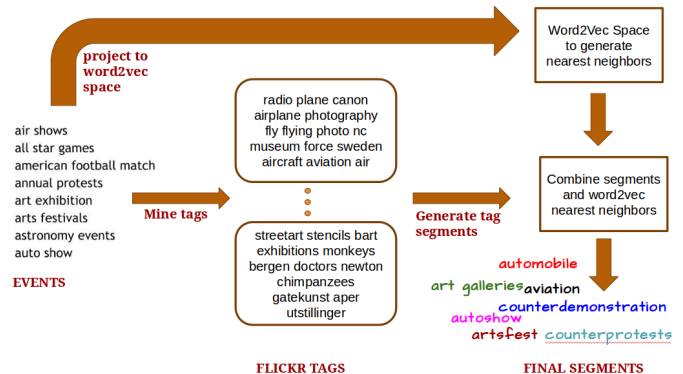 project to
word2vec
space
Word2Vec Space
to generate
nearest neighbors
air shows
all star games
american football match
annual protests
art exhibition
arts festivals
astronomy events
auto show
EVENTS
Mine tags
radio plane canon
airplane photography
fly flying photo nc
museum force sweden
aircraft aviation air
streetart stencils bart
exhibitions monkeys
bergen doctors newton
chimpanzees
gatekunst aper
utstillinger
FLICKR TAGS
Generate tag
segments
Combine segments
and word2vec
nearest neighbors
automobile
art galleries aviation
counterdemonstration
autoshow
artsfest counterprotests
FINAL SEGMENTS